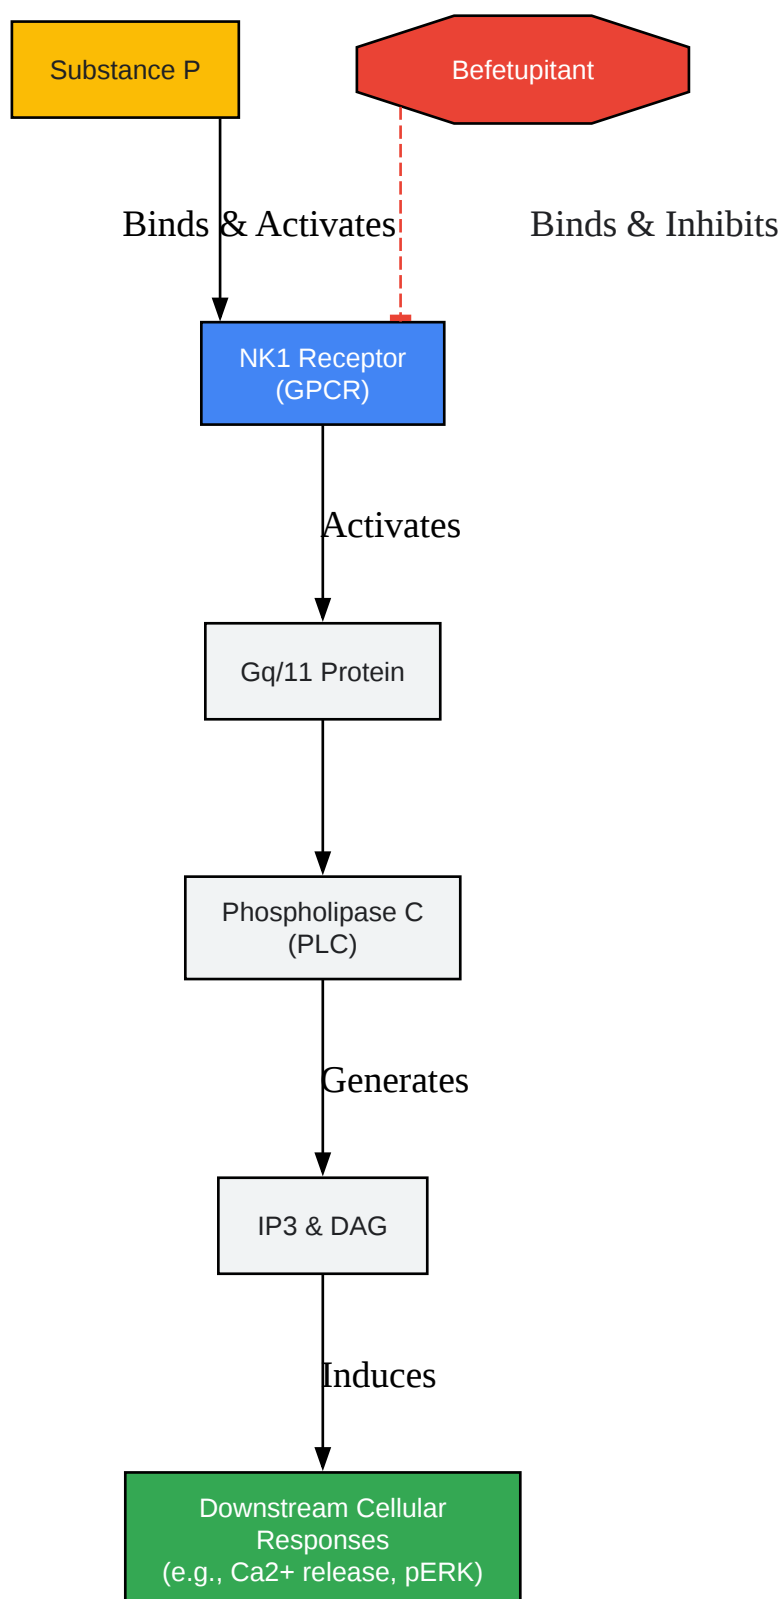 Substance P
Befetupitant
Binds & Activates
Binds & Inhibits
NK1 Receptor
(GPCR)
Activates
Gq/11 Protein
Phospholipase C
(PLC)
Generates
IP3 & DAG
Induces
Downstream Cellular
Responses
(e.g., Ca2+ release, pERK)